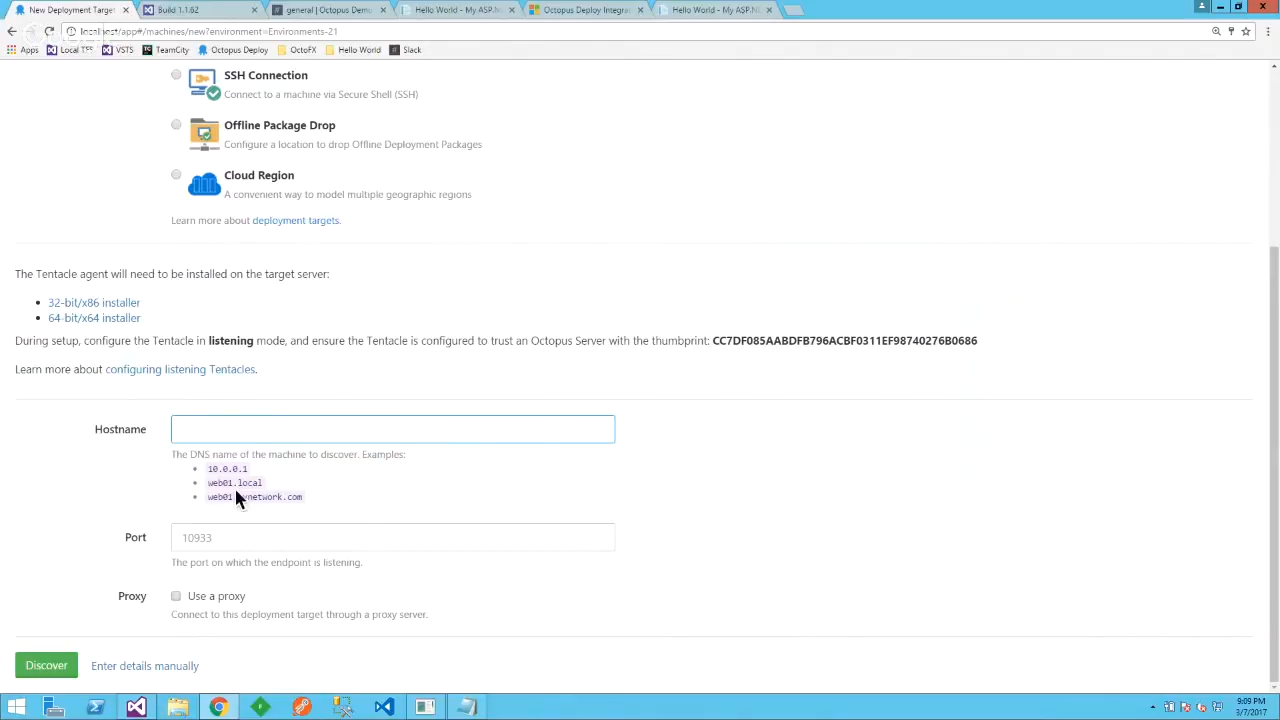 New Deployment Target
Build 1.1.62
general | Octopus Demo
Hello World - My ASP.N
Octopus Deploy Integra
Hello World - My ASP.N
localhost/app#/machines/new?environment=Environments-21
Apps
Local TFS
VSTS
TeamCity
Octopus Deploy
OctoFX
Hello World
Slack
SSH Connection
Connect to a machine via Secure Shell (SSH)
Offline Package Drop
Configure a location to drop Offline Deployment Packages
Cloud Region
A convenient way to model multiple geographic regions
Learn more about deployment targets.
The Tentacle agent will need to be installed on the target server:
32-bit/x86 installer
64-bit/x64 installer
During setup, configure the Tentacle in listening mode, and ensure the Tentacle is configured to trust an Octopus Server with the thumbprint: CC7DF085AABDFB796ACBF0311EF98740276B0686
Learn more about configuring listening Tentacles.
Hostname
The DNS name of the machine to discover. Examples:
10.0.0.1
web01.local
Port
10933
The port on which the endpoint is listening.
Proxy
Use a proxy
Connect to this deployment target through a proxy server.
Discover
Enter details manually
9:09 PM
3/7/2017